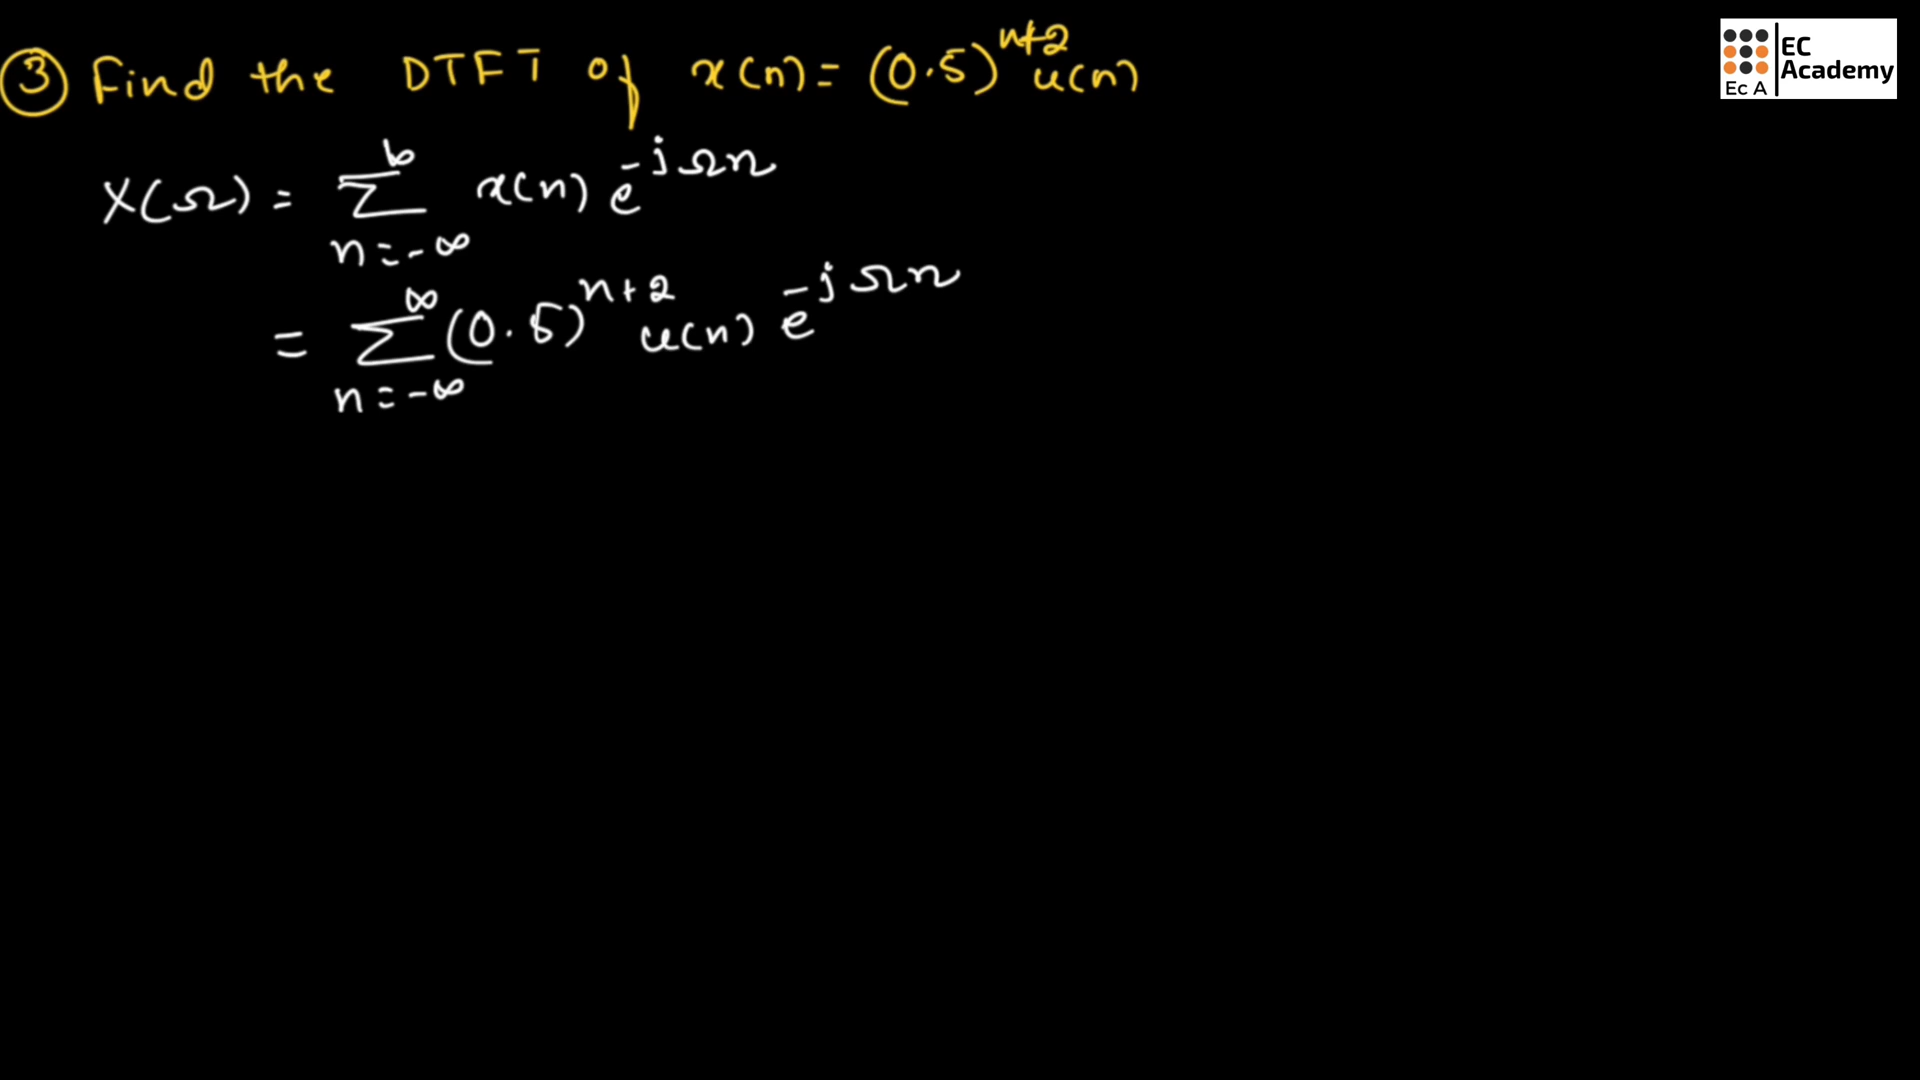 ③ Find the DTFT of x(n) = (0.5)^{n+2} u(n)
X(Ω) = Σ_{n=-∞}^{∞} x(n) e^{-jΩn}
= Σ_{n=-∞}^{∞} (0.5)^{n+2} u(n) e^{-jΩn}
EC
Academy
Ec A